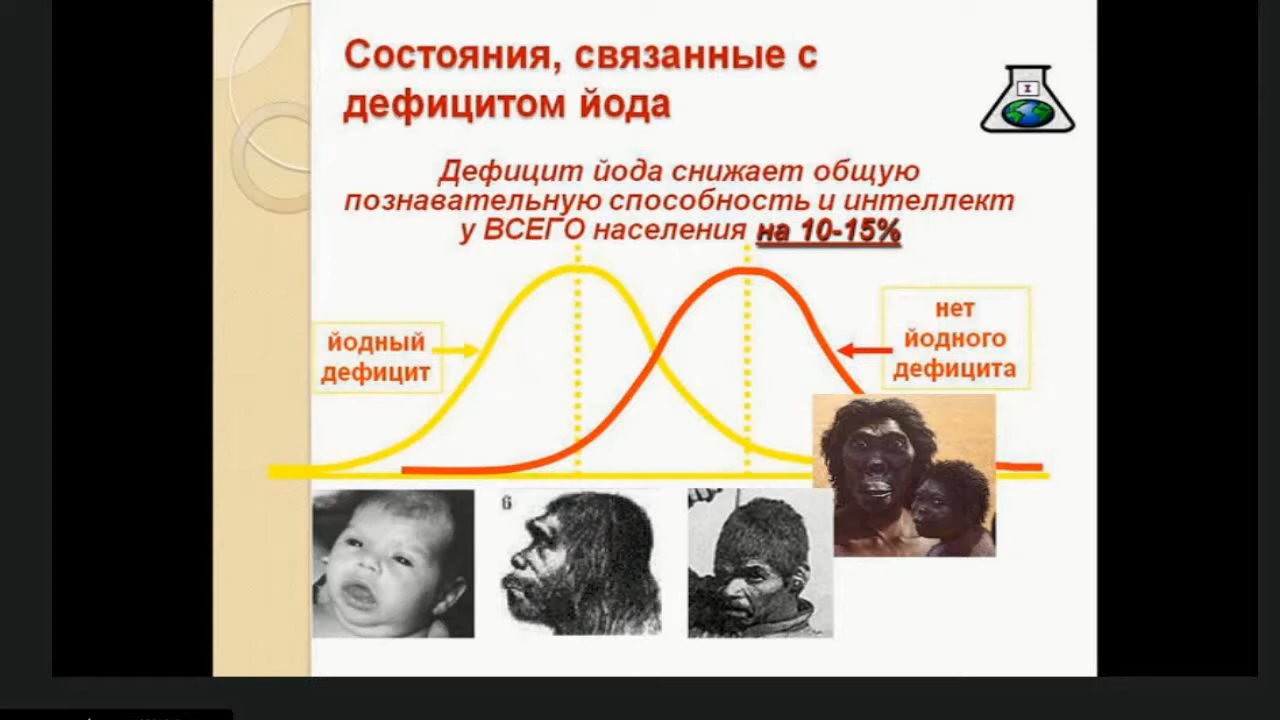 Состояния, связанные с
дефицитом йода
I
Дефицит йода снижает общую
познавательную способность и интеллект
у ВСЕГО населения на 10-15%
йодный
дефицит
нет
йодного
дефицита
6